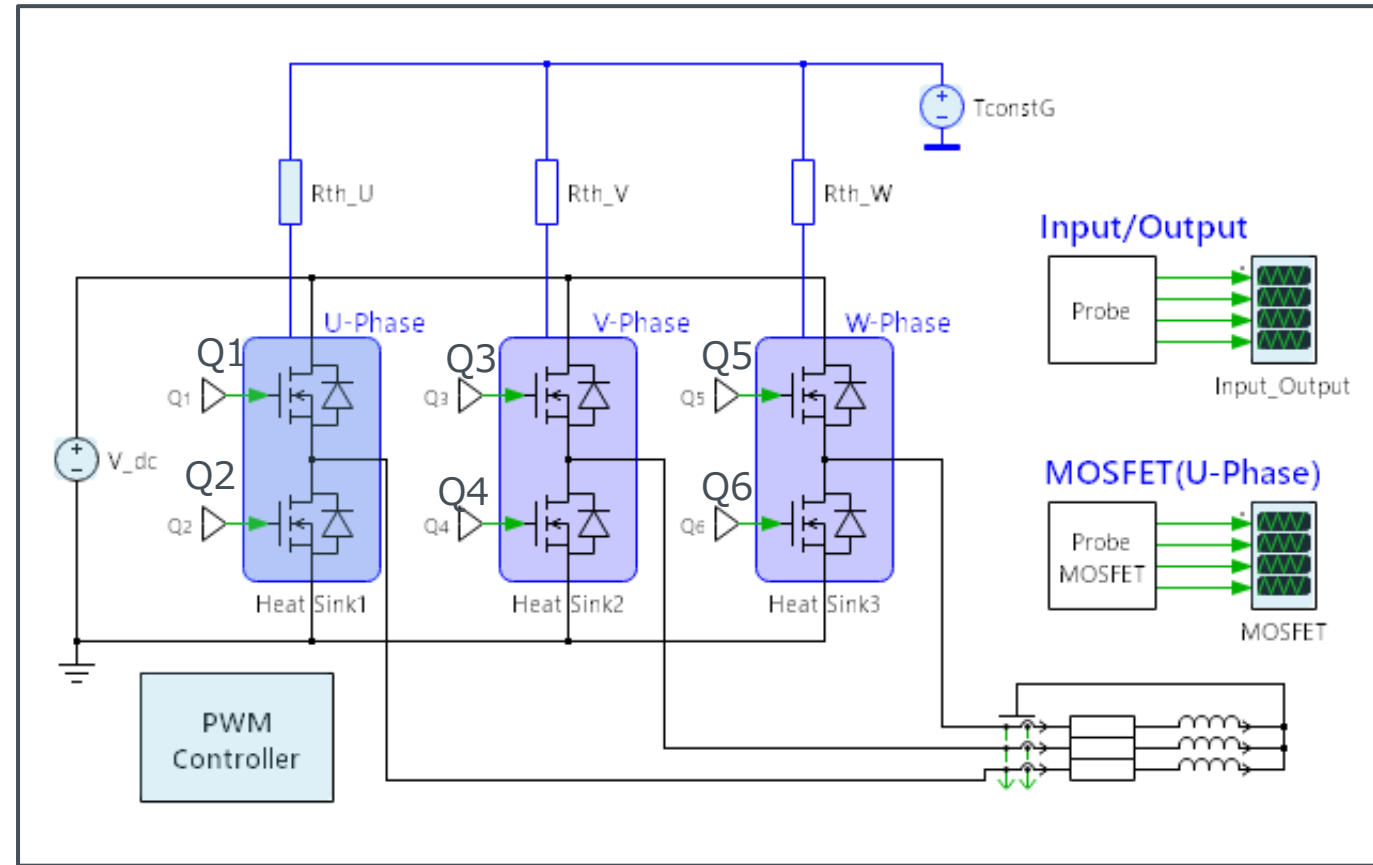 TconstG
Rth_U
Rth_V
Rth_W
Input/Output
Probe
Input_Output
U-Phase
V-Phase
W-Phase
Q1
Q3
Q5
Q1
Q3
Q5
V_dc
Q2
Q4
Q6
Q2
Q4
Q6
MOSFET(U-Phase)
Probe
MOSFET
MOSFET
Heat Sink1
Heat Sink2
Heat Sink3
PWM
Controller